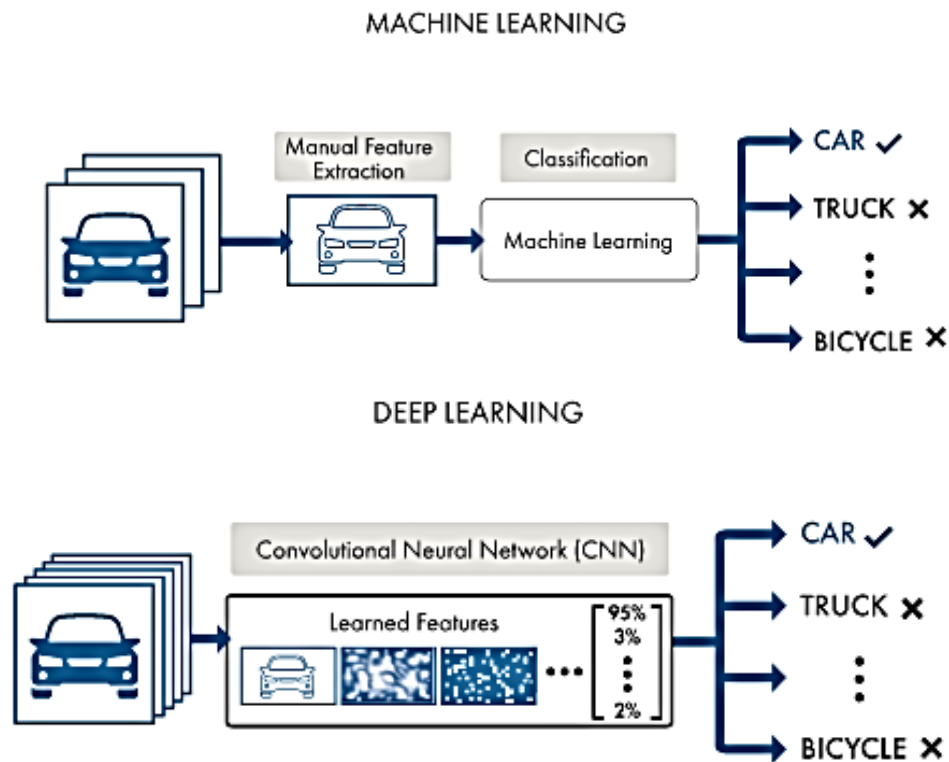 MACHINE LEARNING
Manual Feature
Extraction
Classification
Machine Learning
CAR ✓
TRUCK ×
⋮
BICYCLE ×
DEEP LEARNING
Convolutional Neural Network (CNN)
Learned Features
...
95%
3%
⋮
2%
CAR ✓
TRUCK ×
⋮
BICYCLE ×